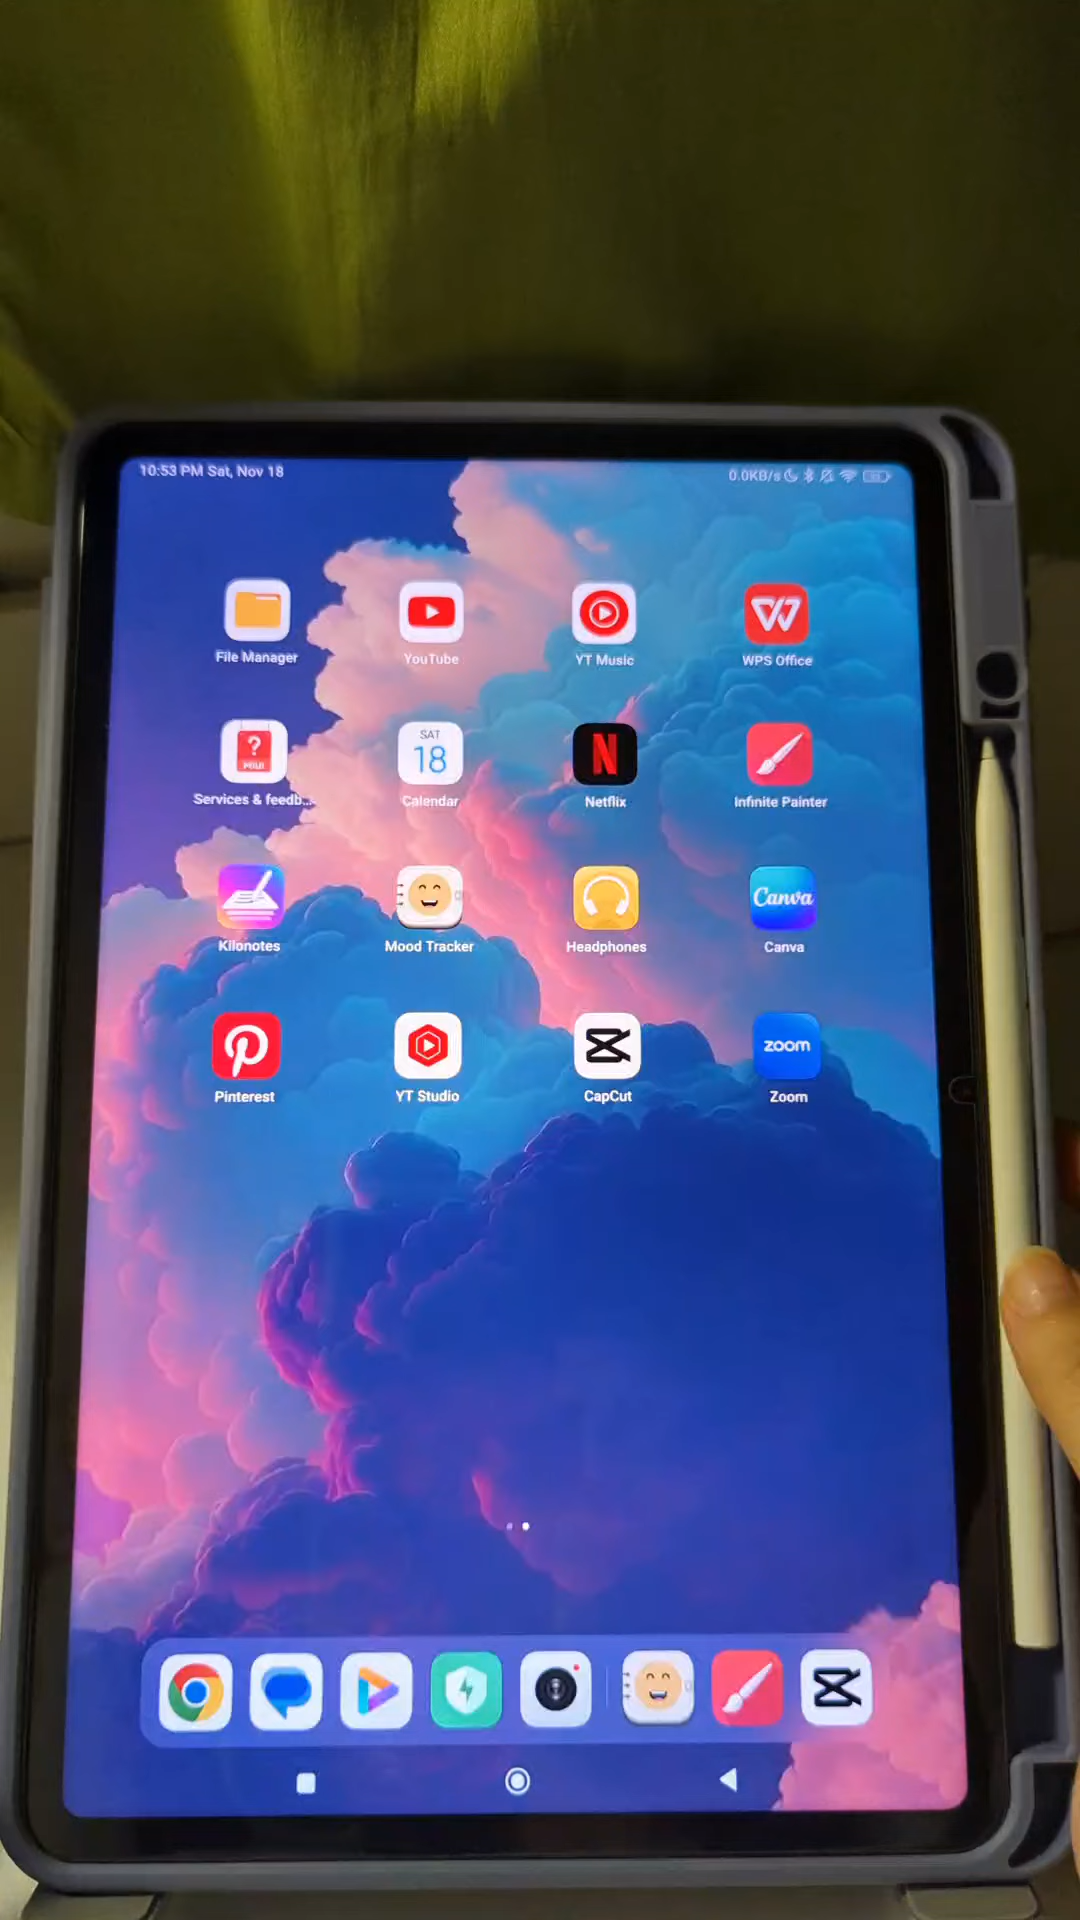 10:53 PM Sat, Nov 18
0.0KB/s
File Manager
YouTube
YT Music
WPS Office
MIUI
SAT
18
Services & feedb...
Calendar
Netflix
Infinite Painter
Canva
Kilonotes
Mood Tracker
Headphones
Canva
zoom
Pinterest
YT Studio
CapCut
Zoom